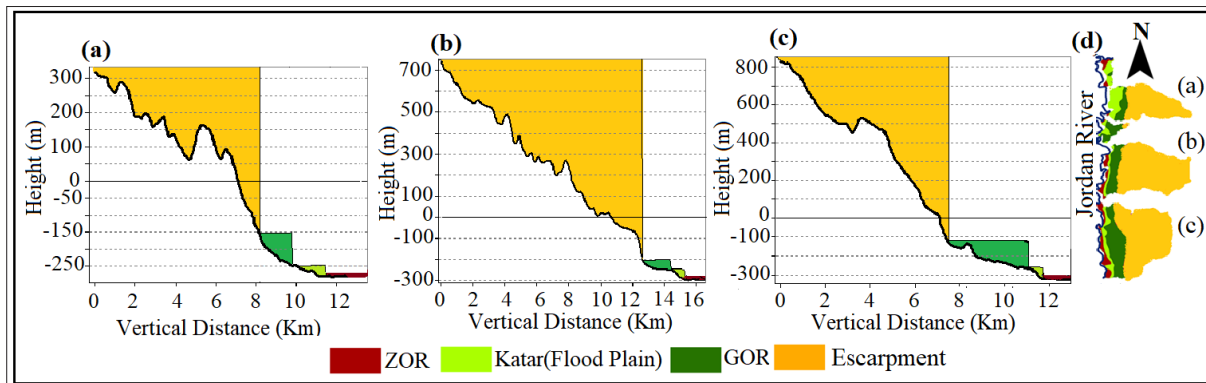 (a)
Height (m)
300
200
100
0
-50
-150
-250
0 2 4 6 8 10 12
Vertical Distance (Km)
(b)
Height (m)
700
500
300
100
0
-100
-300
0 2 4 6 8 10 12 14 16
Vertical Distance (Km)
(c)
Height (m)
800
600
400
200
0
-100
-300
0 2 4 6 8 10 12
Vertical Distance (Km)
(d)
N
Jordan River
(a)
(b)
(c)
ZOR
Katar(Flood Plain)
GOR
Escarpment